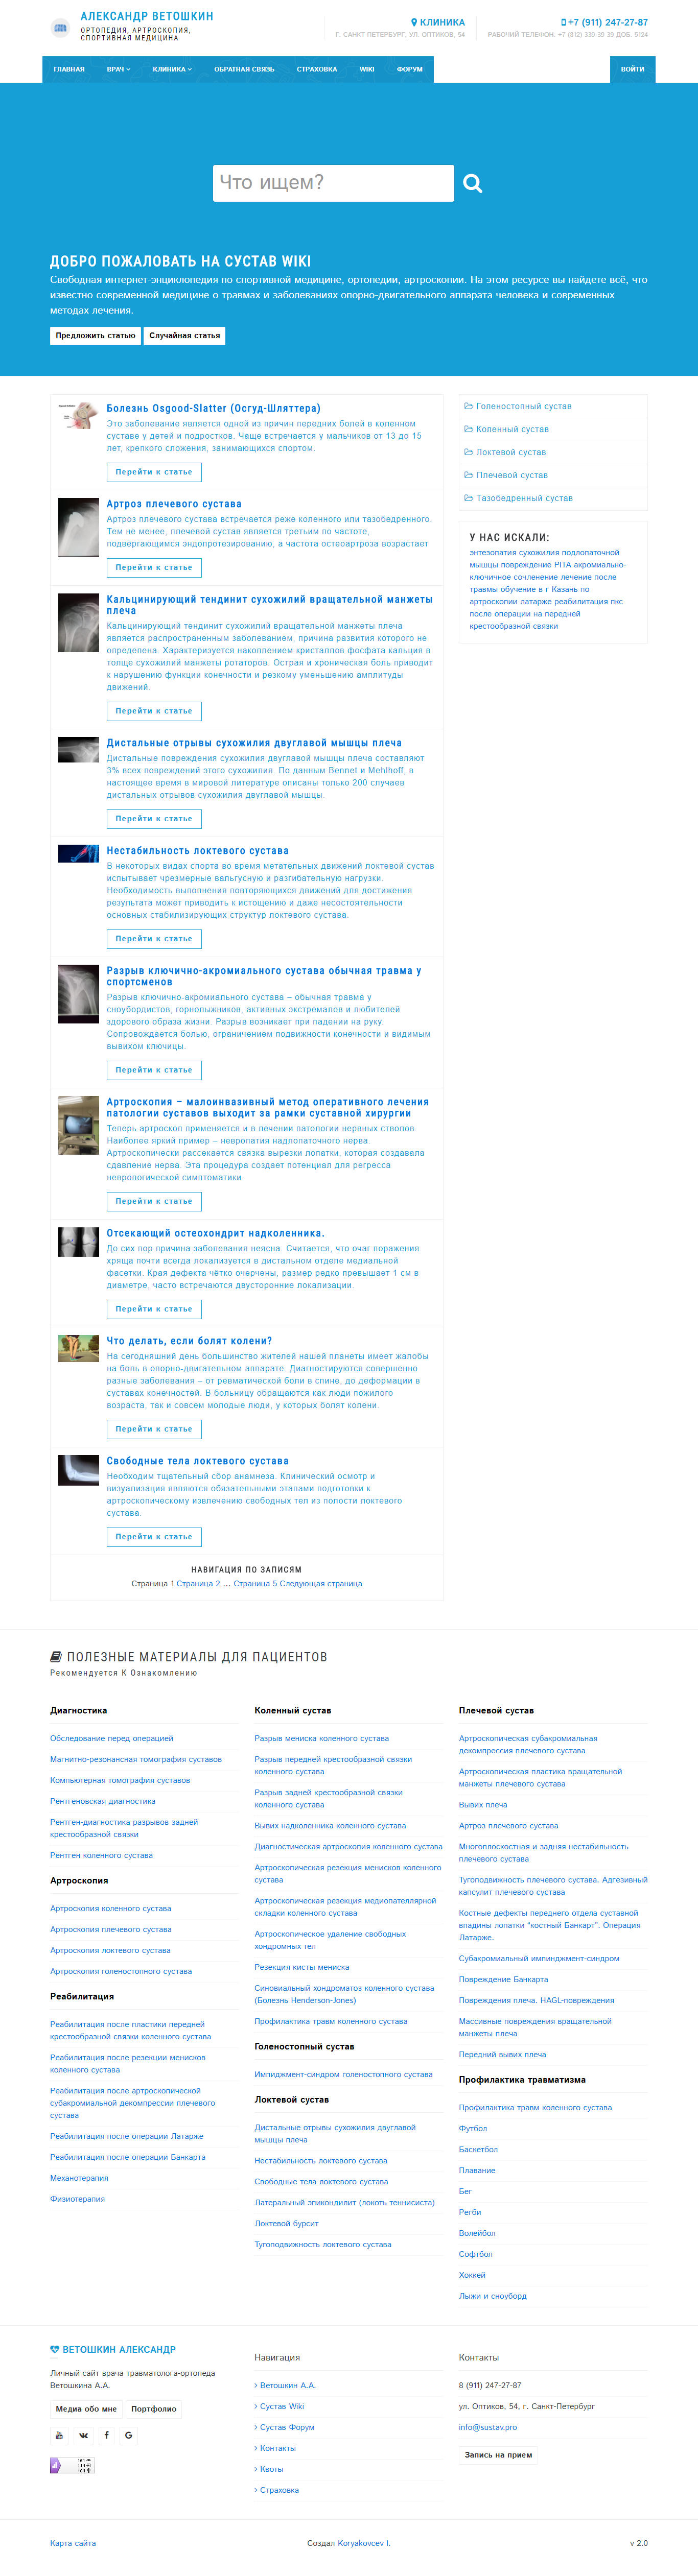 АЛЕКСАНДР ВЕТОШКИН
ОРТОПЕДИЯ, АРТРОСКОПИЯ,
СПОРТИВНАЯ МЕДИЦИНА
КЛИНИКА
Г. САНКТ-ПЕТЕРБУРГ, УЛ. ОПТИКОВ, 54
+7 (911) 247-27-87
РАБОЧИЙ ТЕЛЕФОН: +7 (812) 339 39 39 ДОБ. 5124
ГЛАВНАЯ ВРАЧ КЛИНИКА ОБРАТНАЯ СВЯЗЬ СТРАХОВКА WIKI ФОРУМ ВОЙТИ
Что ищем?
ДОБРО ПОЖАЛОВАТЬ НА СУСТАВ WIKI
Свободная интернет-энциклопедия по спортивной медицине, ортопедии, артроскопии. На этом ресурсе вы найдете всё, что
известно современной медицине о травмах и заболеваниях опорно-двигательного аппарата человека и современных
методах лечения.
Предложить статью Случайная статья
Болезнь Osgood-Slatter (Осгуд-Шляттера)
Это заболевание является одной из причин передних болей в коленном
суставе у детей и подростков. Чаще встречается у мальчиков от 13 до 15
лет, крепкого сложения, занимающихся спортом.
Перейти к статье
Артроз плечевого сустава
Артроз плечевого сустава встречается реже коленного или тазобедренного.
Тем не менее, плечевой сустав является третьим по частоте,
подвергающимся эндопротезированию, а частота остеоартроза возрастает
Перейти к статье
Кальцинирующий тендинит сухожилий вращательной манжеты
плеча
Кальцинирующий тендинит сухожилий вращательной манжеты плеча
является распространенным заболеванием, причина развития которого не
определена. Характеризуется накоплением кристаллов фосфата кальция в
толще сухожилий манжеты ротаторов. Острая и хроническая боль приводит
к нарушению функции конечности и резкому уменьшению амплитуды
движений.
Перейти к статье
Дистальные отрывы сухожилия двуглавой мышцы плеча
Дистальные повреждения сухожилия двуглавой мышцы плеча составляют
3% всех повреждений этого сухожилия. По данным Bennet и Mehlhoff, в
настоящее время в мировой литературе описаны только 200 случаев
дистальных отрывов сухожилия двуглавой мышцы.
Перейти к статье
Нестабильность локтевого сустава
В некоторых видах спорта во время метательных движений локтевой сустав
испытывает чрезмерные вальгусную и разгибательную нагрузки.
Необходимость выполнения повторяющихся движений для достижения
результата может приводить к истощению и даже несостоятельности
основных стабилизирующих структур локтевого сустава.
Перейти к статье
Разрыв ключично-акромиального сустава обычная травма у
спортсменов
Разрыв ключично-акромиального сустава – обычная травма у
сноубордистов, горнолыжников, активных экстремалов и любителей
здорового образа жизни. Разрыв возникает при падении на руку.
Сопровождается болью, ограничением подвижности конечности и видимым
вывихом ключицы.
Перейти к статье
Артроскопия – малоинвазивный метод оперативного лечения
патологии суставов выходит за рамки суставной хирургии
Теперь артроскоп применяется и в лечении патологии нервных стволов.
Наиболее яркий пример – невропатия надлопаточного нерва.
Артроскопически рассекается связка вырезки лопатки, которая создавала
сдавление нерва. Эта процедура создает потенциал для регресса
неврологической симптоматики.
Перейти к статье
Отсекающий остеохондрит надколенника.
До сих пор причина заболевания неясна. Считается, что очаг поражения
хряща почти всегда локализуется в дистальном отделе медиальной
фасетки. Края дефекта чётко очерчены, размер редко превышает 1 см в
диаметре, часто встречаются двусторонние локализации.
Перейти к статье
Что делать, если болят колени?
На сегодняшний день большинство жителей нашей планеты имеет жалобы
на боль в опорно-двигательном аппарате. Диагностируются совершенно
разные заболевания – от ревматической боли в спине, до деформации в
суставах конечностей. В больницу обращаются как люди пожилого
возраста, так и совсем молодые люди, у которых болят колени.
Перейти к статье
Свободные тела локтевого сустава
Необходим тщательный сбор анамнеза. Клинический осмотр и
визуализация являются обязательными этапами подготовки к
артроскопическому извлечению свободных тел из полости локтевого
сустава.
Перейти к статье
НАВИГАЦИЯ ПО ЗАПИСЯМ
Страница 1 Страница 2 … Страница 5 Следующая страница
Голеностопный сустав
Коленный сустав
Локтевой сустав
Плечевой сустав
Тазобедренный сустав
У НАС ИСКАЛИ:
энтезопатия сухожилия подлопаточной
мышцы повреждение PITA акромиально-
ключичное сочленение лечение после
травмы обучение в г Казань по
артроскопии латарже реабилитация пкс
после операции на передней
крестообразной связки
ПОЛЕЗНЫЕ МАТЕРИАЛЫ ДЛЯ ПАЦИЕНТОВ
Рекомендуется К Ознакомлению
Диагностика
Обследование перед операцией
Магнитно-резонансная томография суставов
Компьютерная томография суставов
Рентгеновская диагностика
Рентген-диагностика разрывов задней
крестообразной связки
Рентген коленного сустава
Артроскопия
Артроскопия коленного сустава
Артроскопия плечевого сустава
Артроскопия локтевого сустава
Артроскопия голеностопного сустава
Реабилитация
Реабилитация после пластики передней
крестообразной связки коленного сустава
Реабилитация после резекции менисков
коленного сустава
Реабилитация после артроскопической
субакромиальной декомпрессии плечевого
сустава
Реабилитация после операции Латарже
Реабилитация после операции Банкарта
Механотерапия
Физиотерапия
Коленный сустав
Разрыв мениска коленного сустава
Разрыв передней крестообразной связки
коленного сустава
Разрыв задней крестообразной связки
коленного сустава
Вывих надколенника коленного сустава
Диагностическая артроскопия коленного сустава
Артроскопическая резекция менисков коленного
сустава
Артроскопическая резекция медиопателлярной
складки коленного сустава
Артроскопическое удаление свободных
хондромных тел
Резекция кисты мениска
Синовиальный хондроматоз коленного сустава
(Болезнь Henderson-Jones)
Профилактика травм коленного сустава
Голеностопный сустав
Импиджмент-синдром голеностопного сустава
Локтевой сустав
Дистальные отрывы сухожилия двуглавой
мышцы плеча
Нестабильность локтевого сустава
Свободные тела локтевого сустава
Латеральный эпикондилит (локоть теннисиста)
Локтевой бурсит
Тугоподвижность локтевого сустава
Плечевой сустав
Артроскопическая субакромиальная
декомпрессия плечевого сустава
Артроскопическая пластика вращательной
манжеты плечевого сустава
Вывих плеча
Артроз плечевого сустава
Многоплоскостная и задняя нестабильность
плечевого сустава
Тугоподвижность плечевого сустава. Адгезивный
капсулит плечевого сустава
Костные дефекты переднего отдела суставной
впадины лопатки “костный Банкарт”. Операция
Латарже.
Субакромиальный импинджмент-синдром
Повреждение Банкарта
Повреждения плеча. HAGL-повреждения
Массивные повреждения вращательной
манжеты плеча
Передний вывих плеча
Профилактика травматизма
Профилактика травм коленного сустава
Футбол
Баскетбол
Плавание
Бег
Регби
Волейбол
Софтбол
Хоккей
Лыжи и сноуборд
ВЕТОШКИН АЛЕКСАНДР
Личный сайт врача травматолога-ортопеда
Ветошкина А.А.
Медиа обо мне Портфолио
Навигация
Ветошкин А.А.
Сустав Wiki
Сустав Форум
Контакты
Квоты
Страховка
Контакты
8 (911) 247-27-87
ул. Оптиков, 54, г. Санкт-Петербург
info@sustav.pro
Запись на прием
Карта сайта
Создал Koryakovcev I.
v 2.0